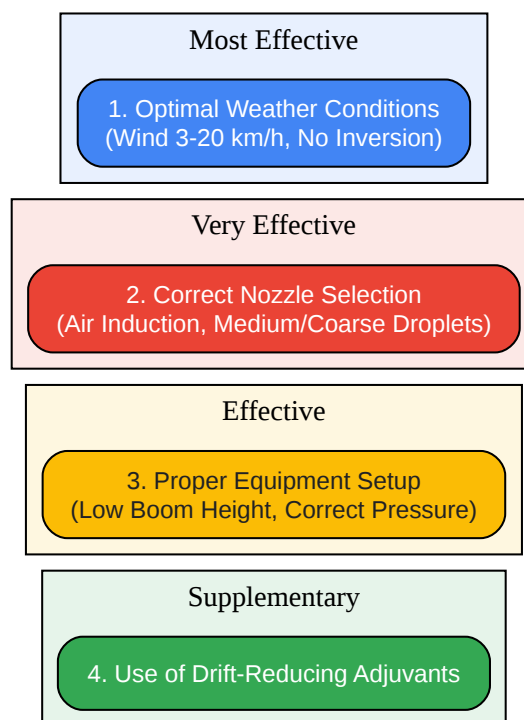 Most Effective
1. Optimal Weather Conditions
(Wind 3-20 km/h, No Inversion)
Very Effective
2. Correct Nozzle Selection
(Air Induction, Medium/Coarse Droplets)
Effective
3. Proper Equipment Setup
(Low Boom Height, Correct Pressure)
Supplementary
4. Use of Drift-Reducing Adjuvants